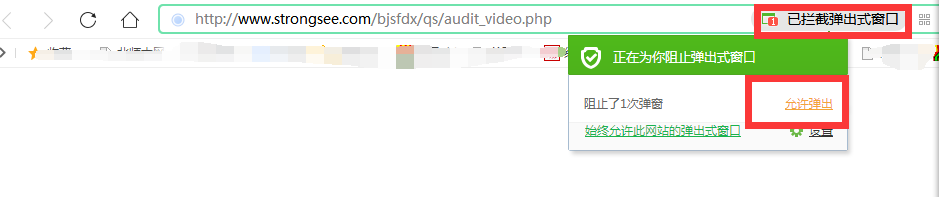 http://www.strongsee.com/bjsfdx/qs/audit_video.php
1 已拦截弹出式窗口
正在为你阻止弹出式窗口
阻止了1次弹窗 允许弹出
始终允许此网站的弹出式窗口 设置